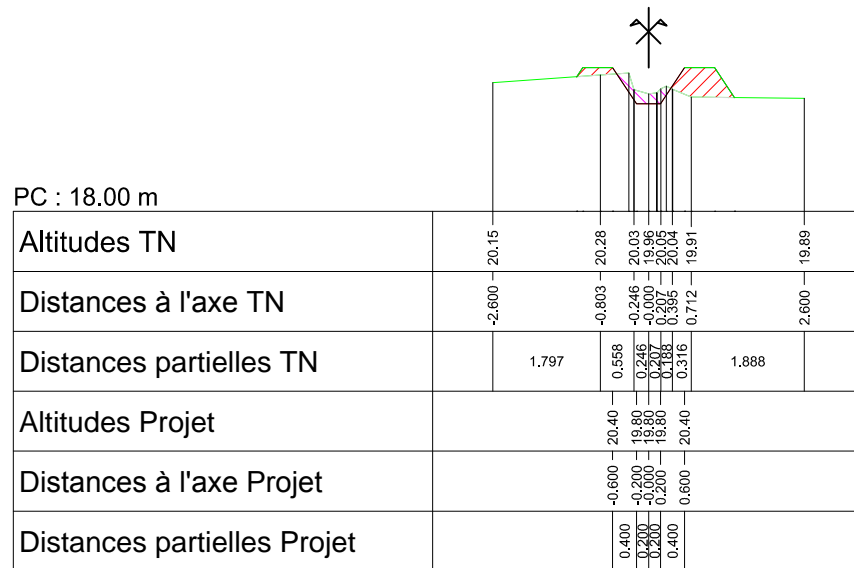 PC : 18.00 m
Altitudes TN 20.15 20.28 20.03 19.96 20.05 20.04 19.91 19.89
Distances à l'axe TN -2.600 -0.803 -0.246 -0.000 0.207 0.395 0.712 2.600
Distances partielles TN 1.797 0.558 0.246 0.207 0.188 0.316 1.888
Altitudes Projet 20.40 19.80 19.80 19.80 20.40
Distances à l'axe Projet -0.600 -0.200 -0.000 0.200 0.600
Distances partielles Projet 0.400 0.200 0.200 0.400